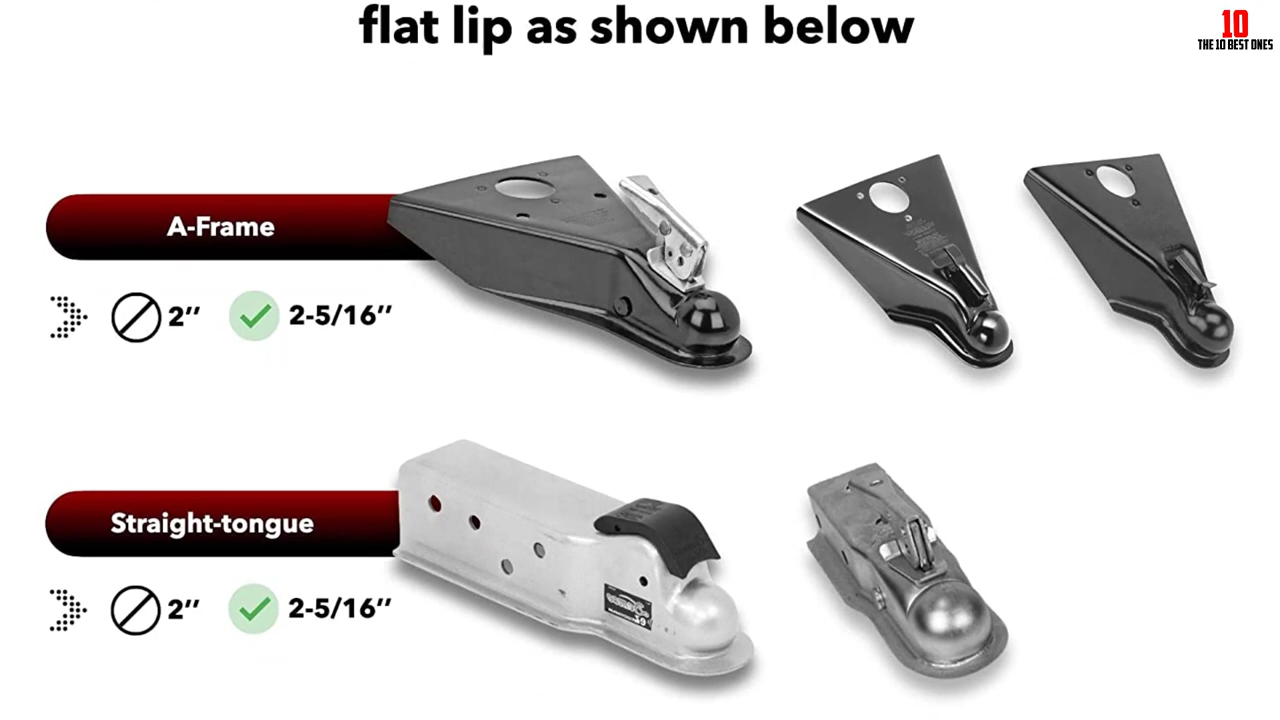 flat lip as shown below
10
THE 10 BEST ONES
A-Frame
2″ 2-5/16″
Straight-tongue
2″ 2-5/16″